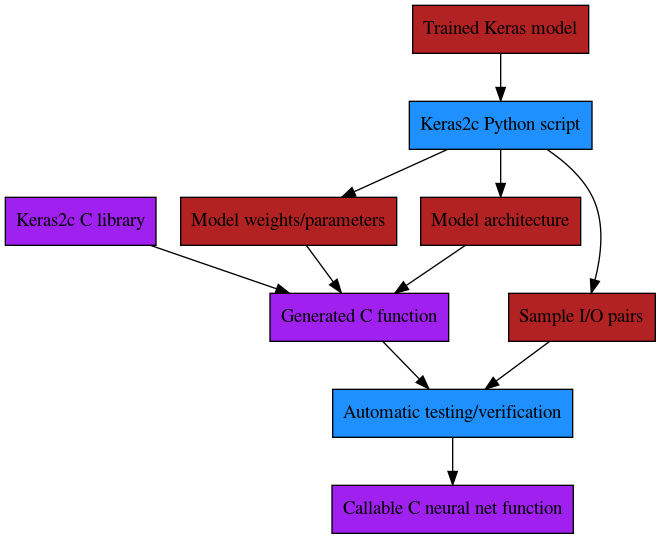 Trained Keras model
Keras2c Python script
Keras2c C library
Model weights/parameters
Model architecture
Generated C function
Sample I/O pairs
Automatic testing/verification
Callable C neural net function